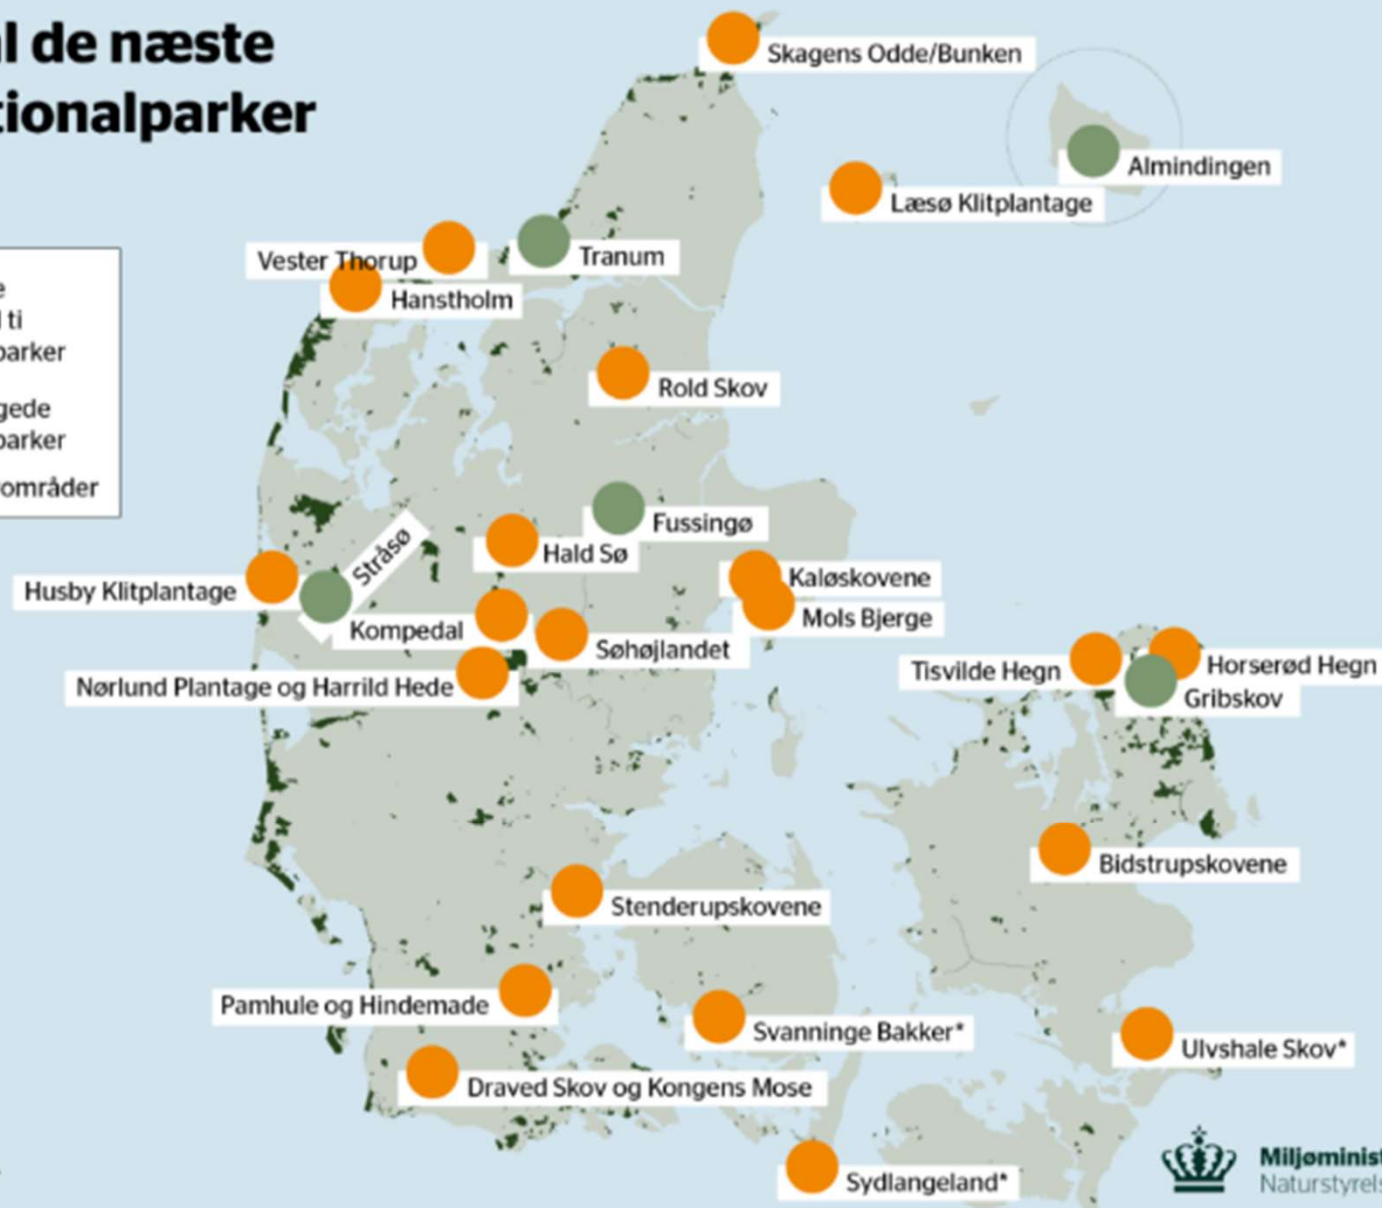 l de næste
tionalparker
e
l ti
parker
gede
parker
områder
Skagens Odde/Bunken
Almindingen
Læsø Klitplantage
Vester Thorup
Tranum
Hanstholm
Rold Skov
Fussingø
Hald Sø
Stråsø
Husby Klitplantage
Kaløskovene
Mols Bjerge
Kompedal
Søhøjlandet
Nørlund Plantage og Harrild Hede
Tisvilde Hegn
Horserød Hegn
Gribskov
Bidstrupskovene
Stenderupskovene
Pamhule og Hindemade
Svanninge Bakker*
Ulvshale Skov*
Draved Skov og Kongens Mose
Sydlangeland*
Miljøminist
Naturstyrels